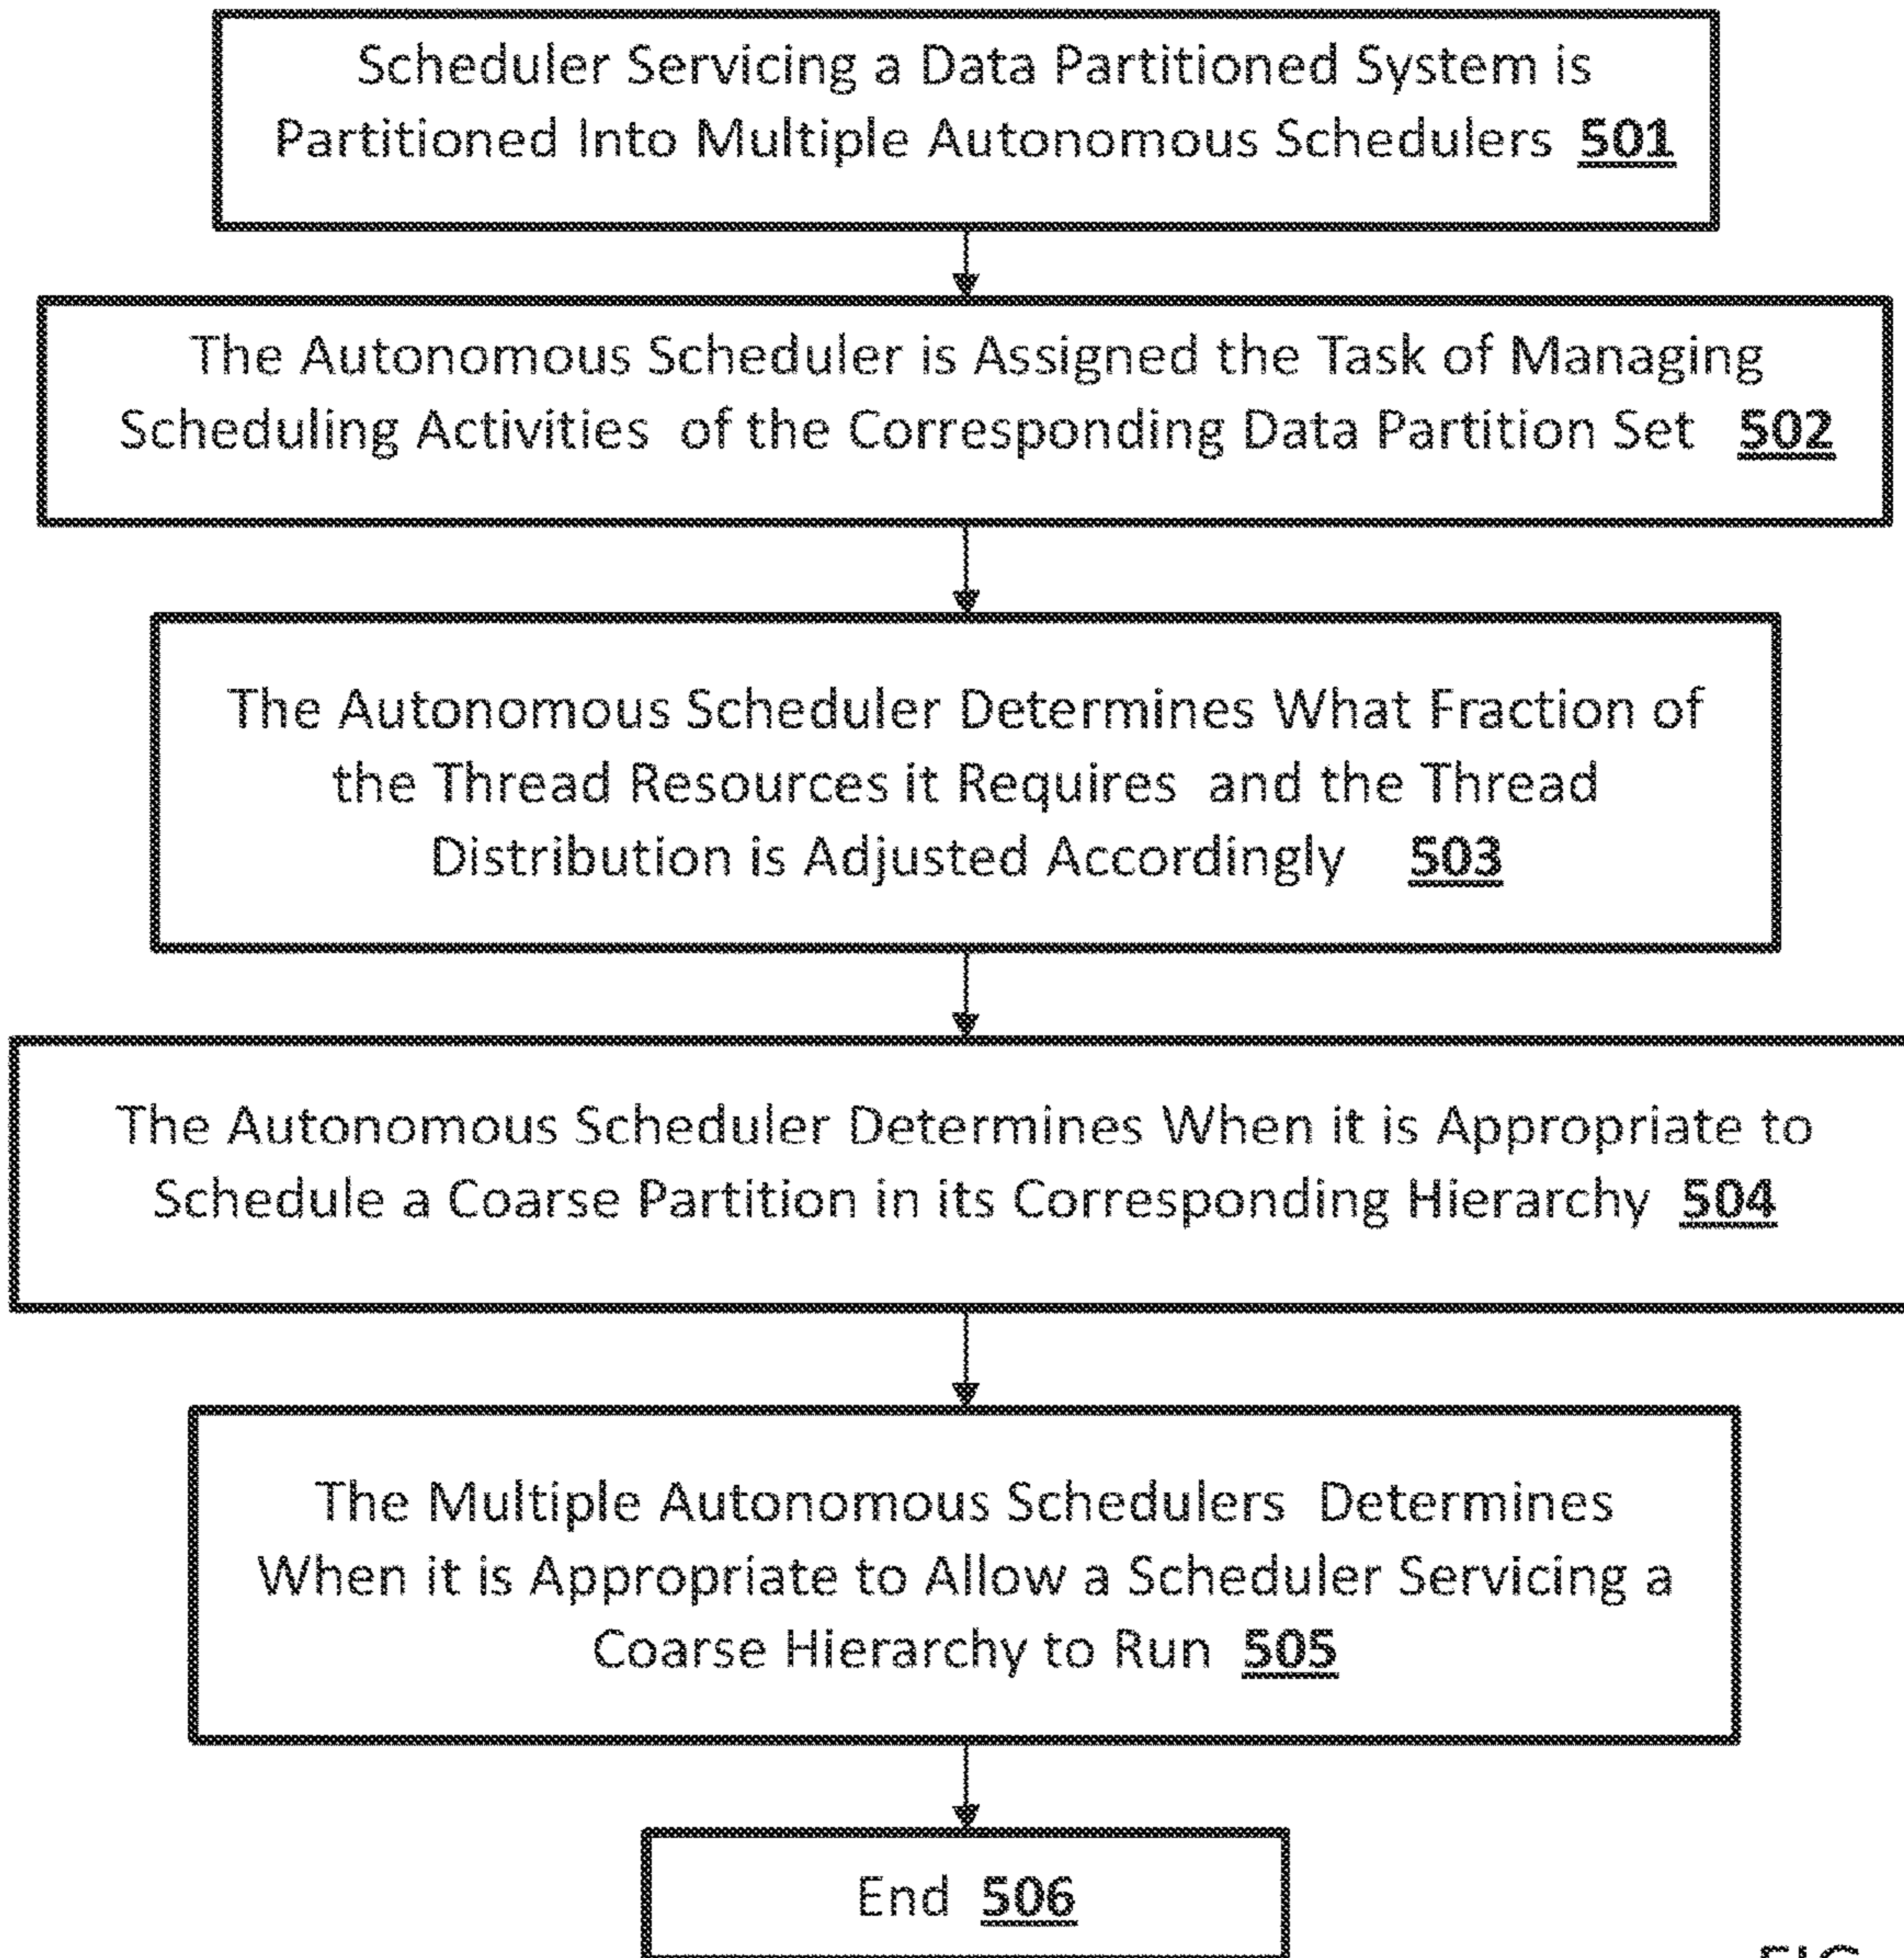 Scheduler Servicing a Data Partitioned System is
Partitioned Into Multiple Autonomous Schedulers 501
The Autonomous Scheduler is Assigned the Task of Managing
Scheduling Activities of the Corresponding Data Partition Set 502
The Autonomous Scheduler Determines What Fraction of
the Thread Resources it Requires and the Thread
Distribution is Adjusted Accordingly 503
The Autonomous Scheduler Determines When it is Appropriate to
Schedule a Coarse Partition in its Corresponding Hierarchy 504
The Multiple Autonomous Schedulers Determines
When it is Appropriate to Allow a Scheduler Servicing a
Coarse Hierarchy to Run 505
End 506